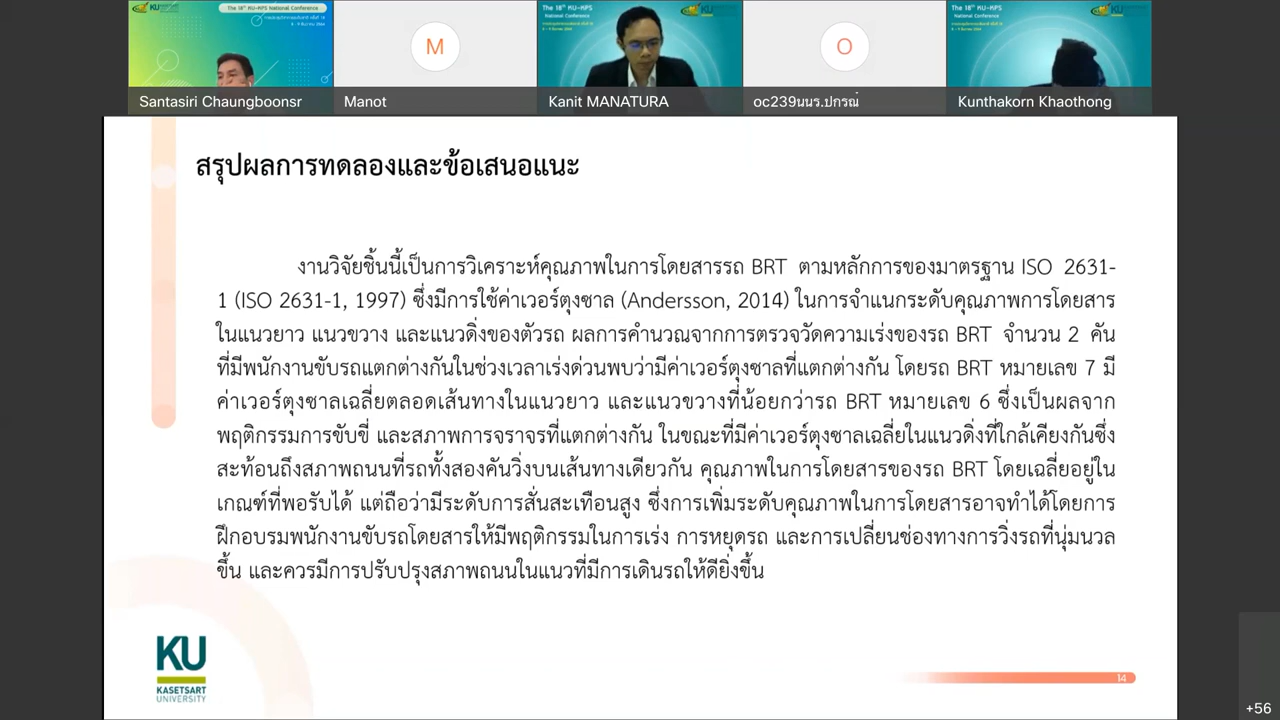 KU
The 18th KU-KPS National Conference
Santasiri Chaungboonsr
M
Manot
The 18th KU-KPS
National Conference
KU
Kanit MANATURA
O
oc239นนร.ปกรณ์
The 18th KU-KPS
National Conference
KU
Kunthakorn Khaothong
สรุปผลการทดลองและข้อเสนอแนะ
งานวิจัยชิ้นนี้เป็นการวิเคราะห์คุณภาพในการโดยสารรถ BRT ตามหลักการของมาตรฐาน ISO 2631-
1 (ISO 2631-1, 1997) ซึ่งมีการใช้ค่าเวอร์ตุงซาล (Andersson, 2014) ในการจำแนกระดับคุณภาพการโดยสาร
ในแนวยาว แนวขวาง และแนวดิ่งของตัวรถ ผลการคำนวณจากการตรวจวัดความเร่งของรถ BRT จำนวน 2 คัน
ที่มีพนักงานขับรถแตกต่างกันในช่วงเวลาเร่งด่วนพบว่ามีค่าเวอร์ตุงซาลที่แตกต่างกัน โดยรถ BRT หมายเลข 7 มี
ค่าเวอร์ตุงซาลเฉลี่ยตลอดเส้นทางในแนวยาว และแนวขวางที่น้อยกว่ารถ BRT หมายเลข 6 ซึ่งเป็นผลจาก
พฤติกรรมการขับขี่ และสภาพการจราจรที่แตกต่างกัน ในขณะที่มีค่าเวอร์ตุงซาลเฉลี่ยในแนวดิ่งที่ใกล้เคียงกันซึ่ง
สะท้อนถึงสภาพถนนที่รถทั้งสองคันวิ่งบนเส้นทางเดียวกัน คุณภาพในการโดยสารของรถ BRT โดยเฉลี่ยอยู่ใน
เกณฑ์ที่พอรับได้ แต่ถือว่ามีระดับการสั่นสะเทือนสูง ซึ่งการเพิ่มระดับคุณภาพในการโดยสารอาจทำได้โดยการ
ฝึกอบรมพนักงานขับรถโดยสารให้มีพฤติกรรมในการเร่ง การหยุดรถ และการเปลี่ยนช่องทางการวิ่งรถที่นุ่มนวล
ขึ้น และควรมีการปรับปรุงสภาพถนนในแนวที่มีการเดินรถให้ดียิ่งขึ้น
KU
KASETSART
UNIVERSITY
14
+56